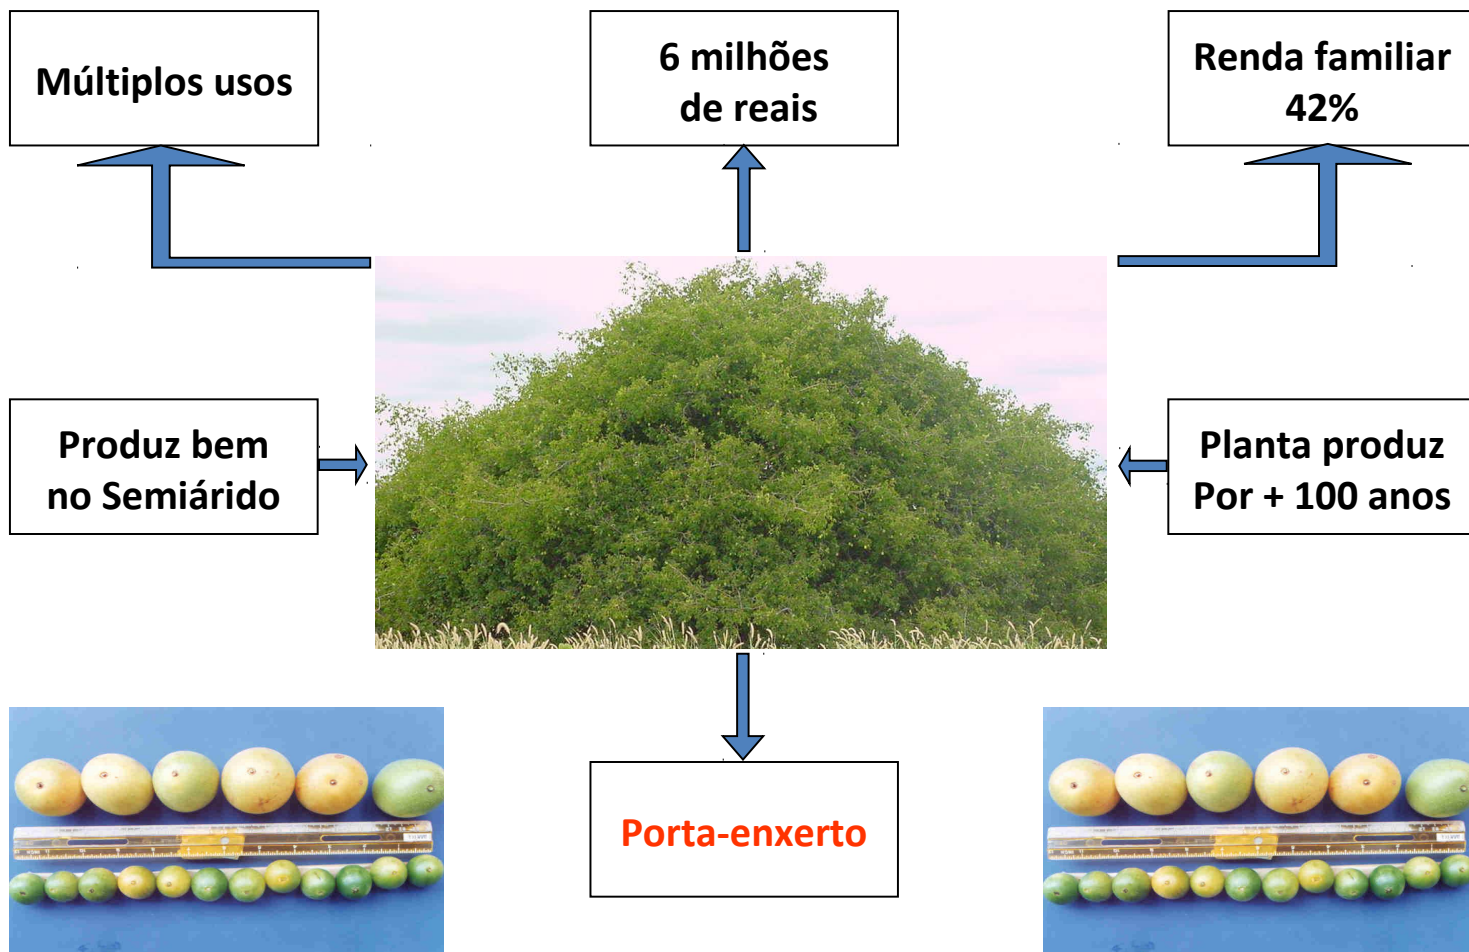 Múltiplos usos
6 milhões
de reais
Renda familiar
42%
Produz bem
no Semiárido
Planta produz
Por + 100 anos
Porta-enxerto